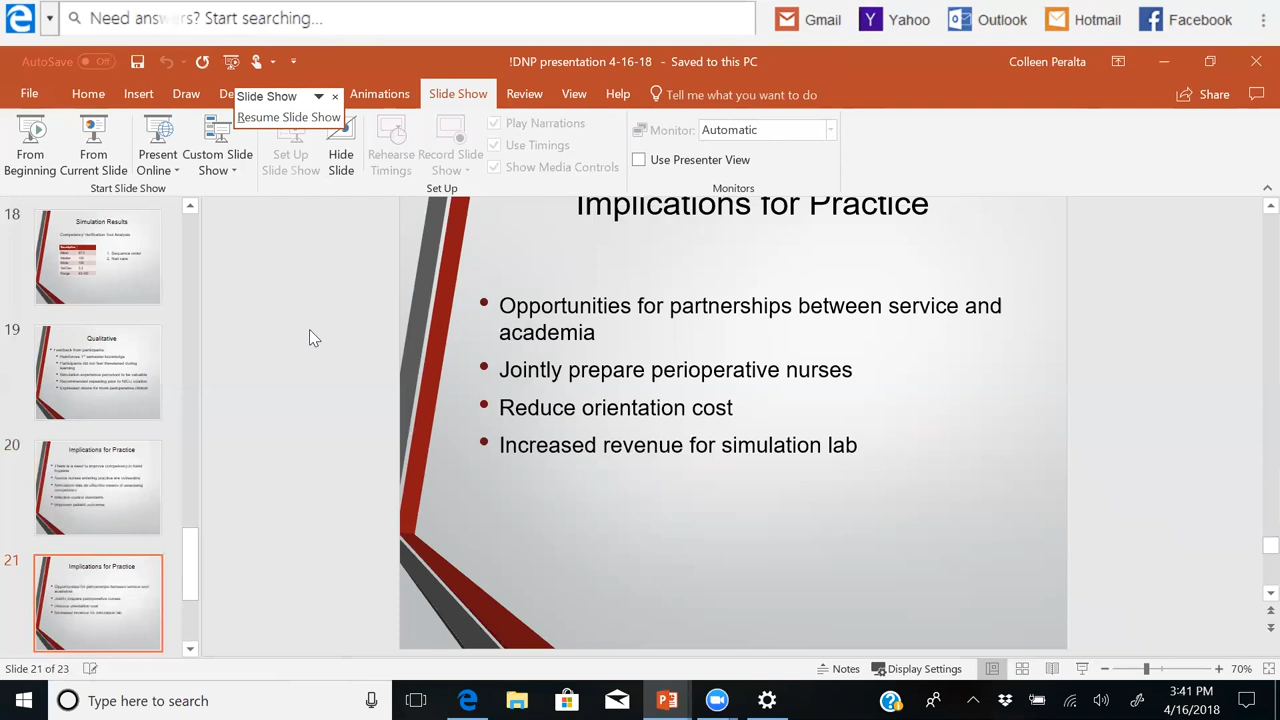 Need answers? Start searching...
Gmail
Yahoo
Outlook
Hotmail
Facebook
AutoSave Off
!DNP presentation 4-16-18 - Saved to this PC
Colleen Peralta
File
Home
Insert
Draw
De
Animations
Slide Show
Review
View
Help
Tell me what you want to do
Share
Slide Show
Resume Slide Show
From Beginning
From Current Slide
Present Online
Custom Slide Show
Start Slide Show
Set Up Slide Show
Hide Slide
Rehearse Timings
Record Slide Show
Play Narrations
Use Timings
Show Media Controls
Set Up
Monitor: Automatic
Use Presenter View
Monitors
18
Simulation Results
Competency Verification Tool Analysis
19
Qualitative
20
Implications for Practice
21
Implications for Practice
Implications for Practice
• Opportunities for partnerships between service and
academia
• Jointly prepare perioperative nurses
• Reduce orientation cost
• Increased revenue for simulation lab
Slide 21 of 23
Notes
Display Settings
70%
Type here to search
3:41 PM
4/16/2018